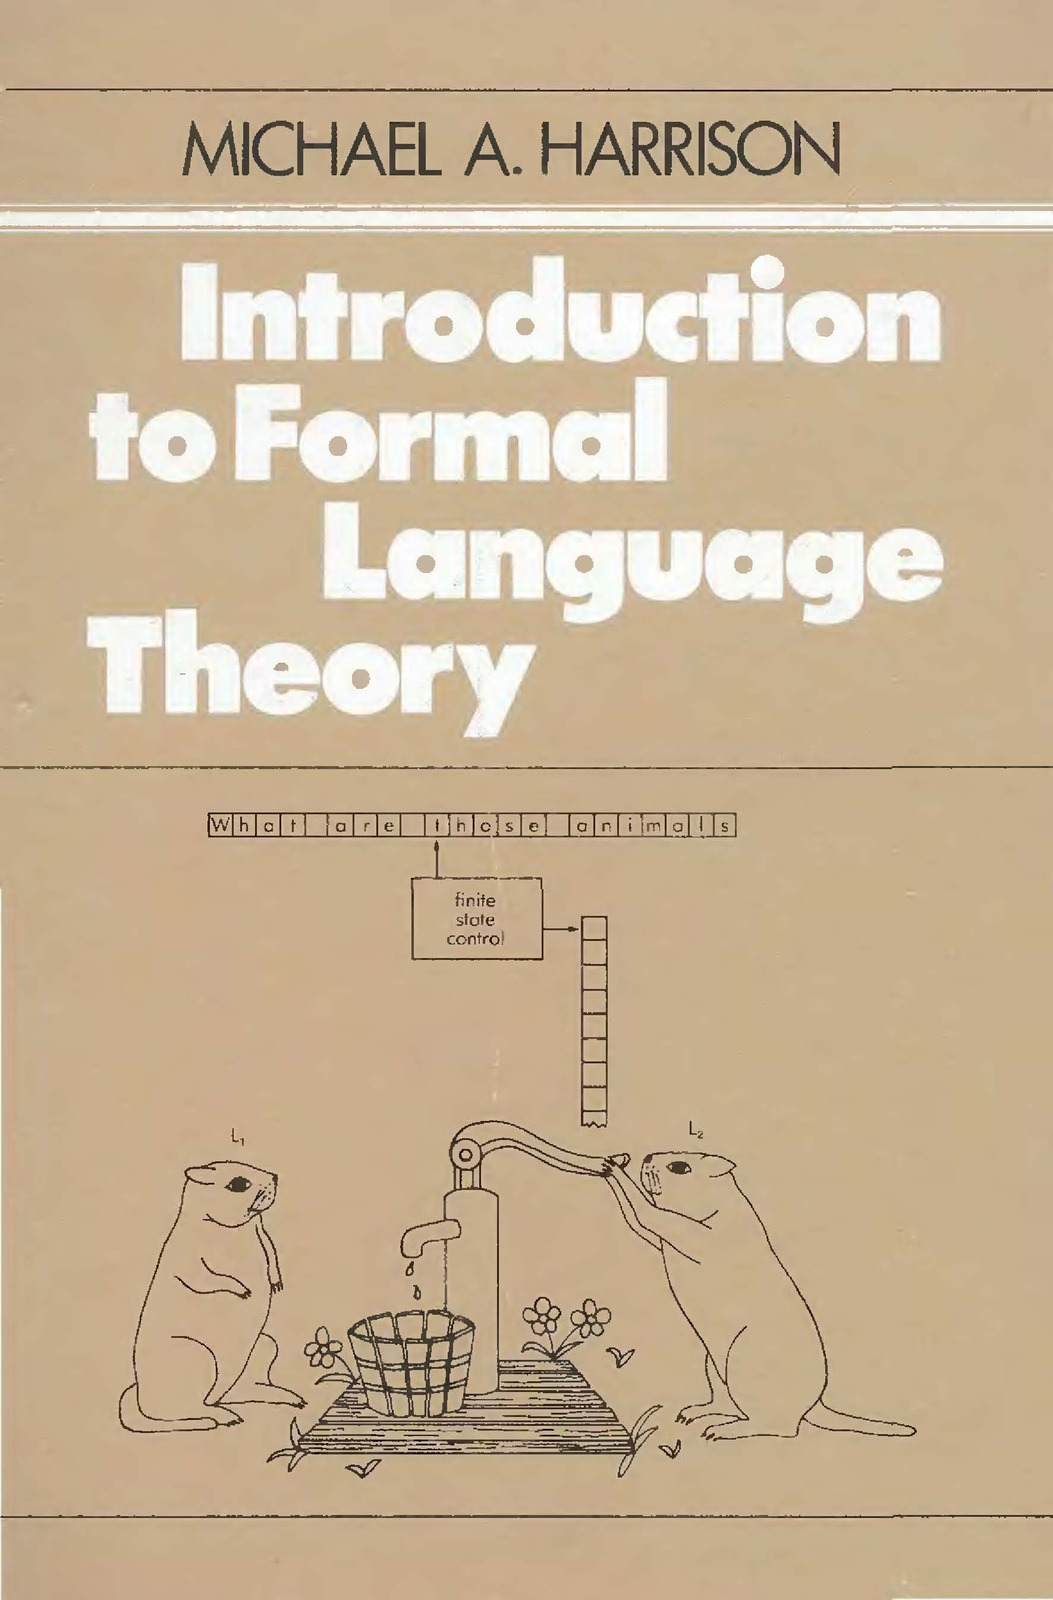 MICHAEL A. HARRISON
Introduction
to Formal
Language
Theory
What are those animals
finite
state
control
L₁
L₂